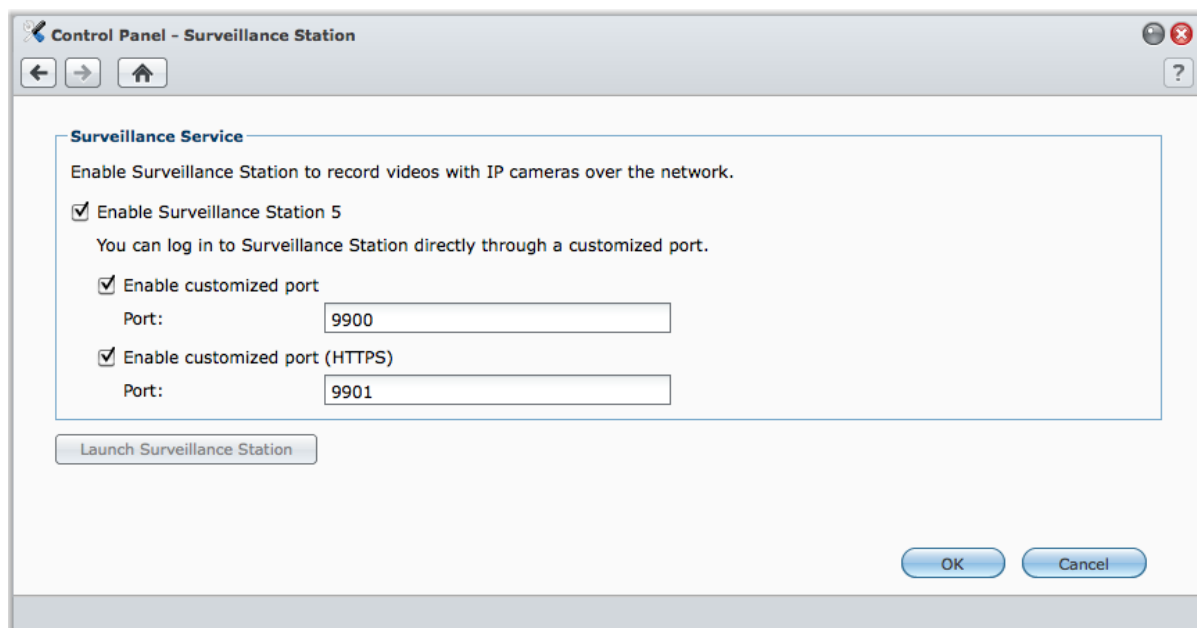 Control Panel - Surveillance Station
?
Surveillance Service
Enable Surveillance Station to record videos with IP cameras over the network.
Enable Surveillance Station 5
You can log in to Surveillance Station directly through a customized port.
Enable customized port
Port: 9900
Enable customized port (HTTPS)
Port: 9901
Launch Surveillance Station
OK Cancel